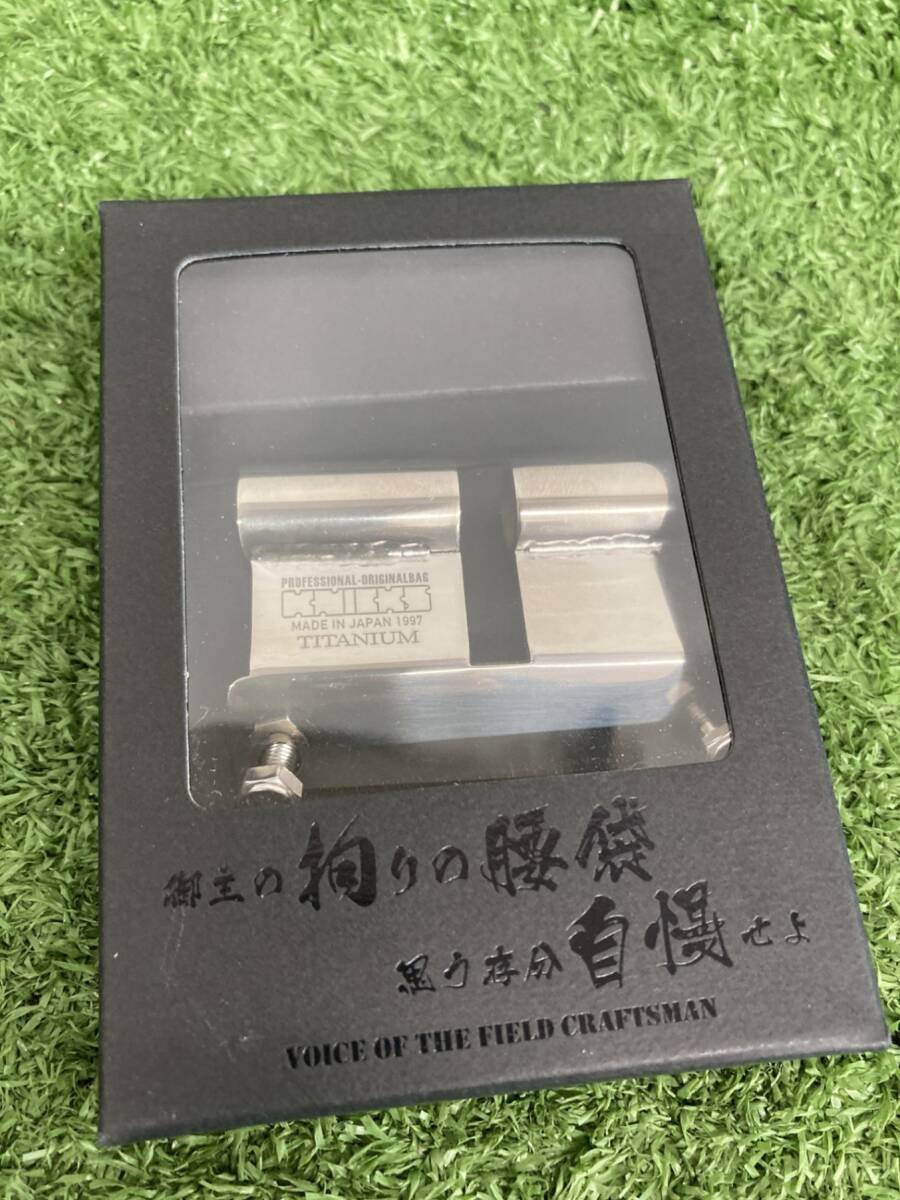 PROFESSIONAL-ORIGINALBAG
KNICKS
MADE IN JAPAN 1997
TITANIUM
御主の拘りの腰袋
思う存分自慢せよ
VOICE OF THE FIELD CRAFTSMAN